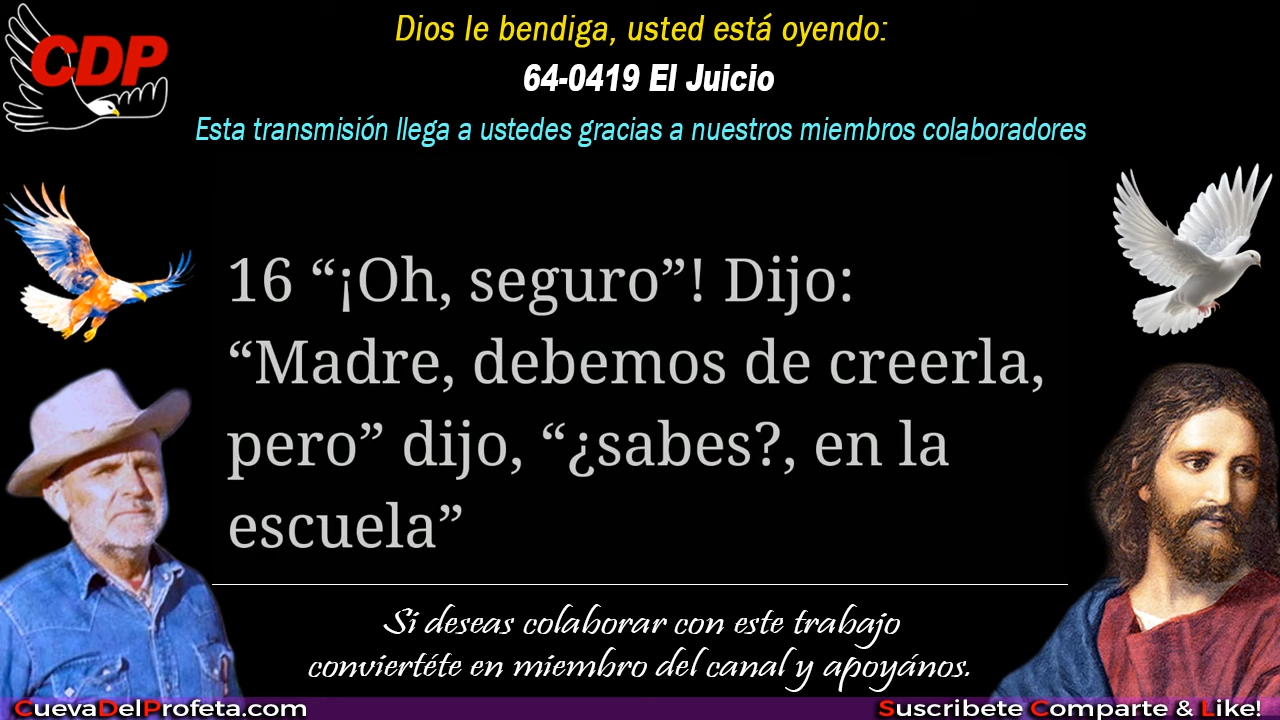 CDP
Dios le bendiga, usted está oyendo:
64-0419 El Juicio
Esta transmisión llega a ustedes gracias a nuestros miembros colaboradores
16 “¡Oh, seguro”! Dijo:
“Madre, debemos de creerla,
pero” dijo, “¿sabes?, en la
escuela”
Si deseas colaborar con este trabajo
conviertéte en miembro del canal y apoyános.
CuevaDelProfeta.com
Suscribete Comparte & Like!